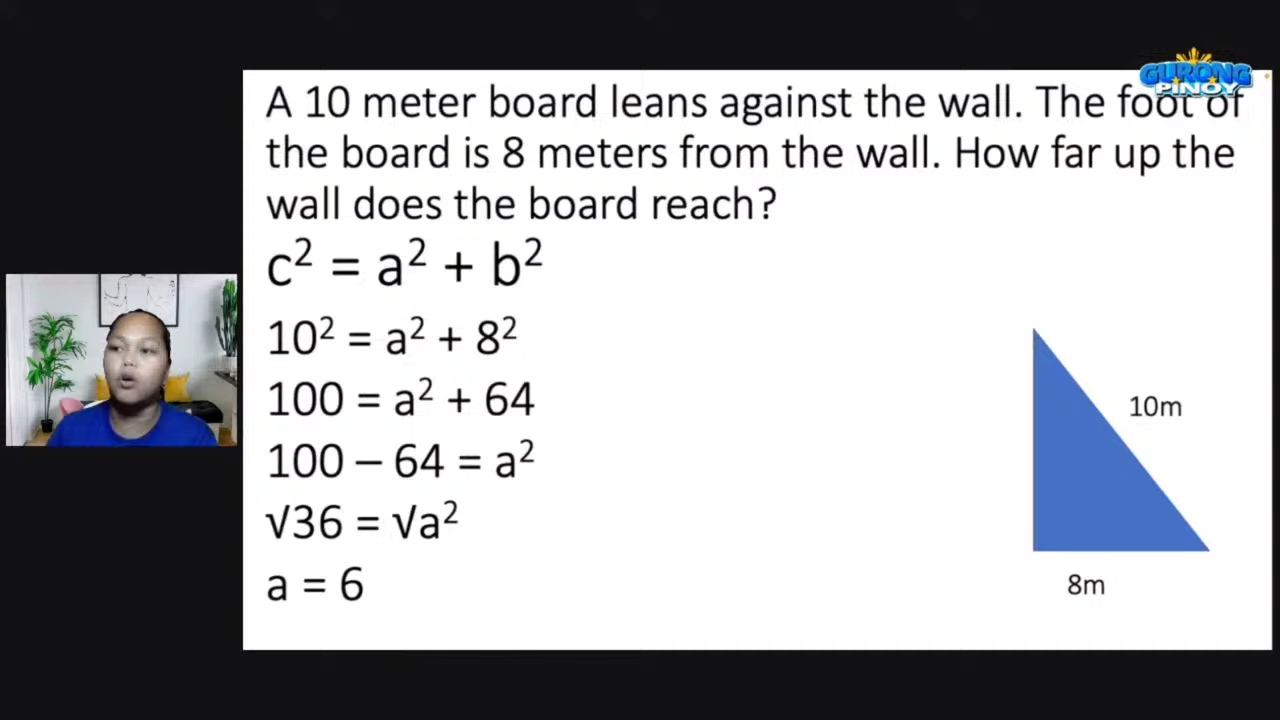 GURONG
PINOY
A 10 meter board leans against the wall. The foot of
the board is 8 meters from the wall. How far up the
wall does the board reach?
c² = a² + b²
10² = a² + 8²
100 = a² + 64
100 – 64 = a²
√36 = √a²
a = 6
10m
8m